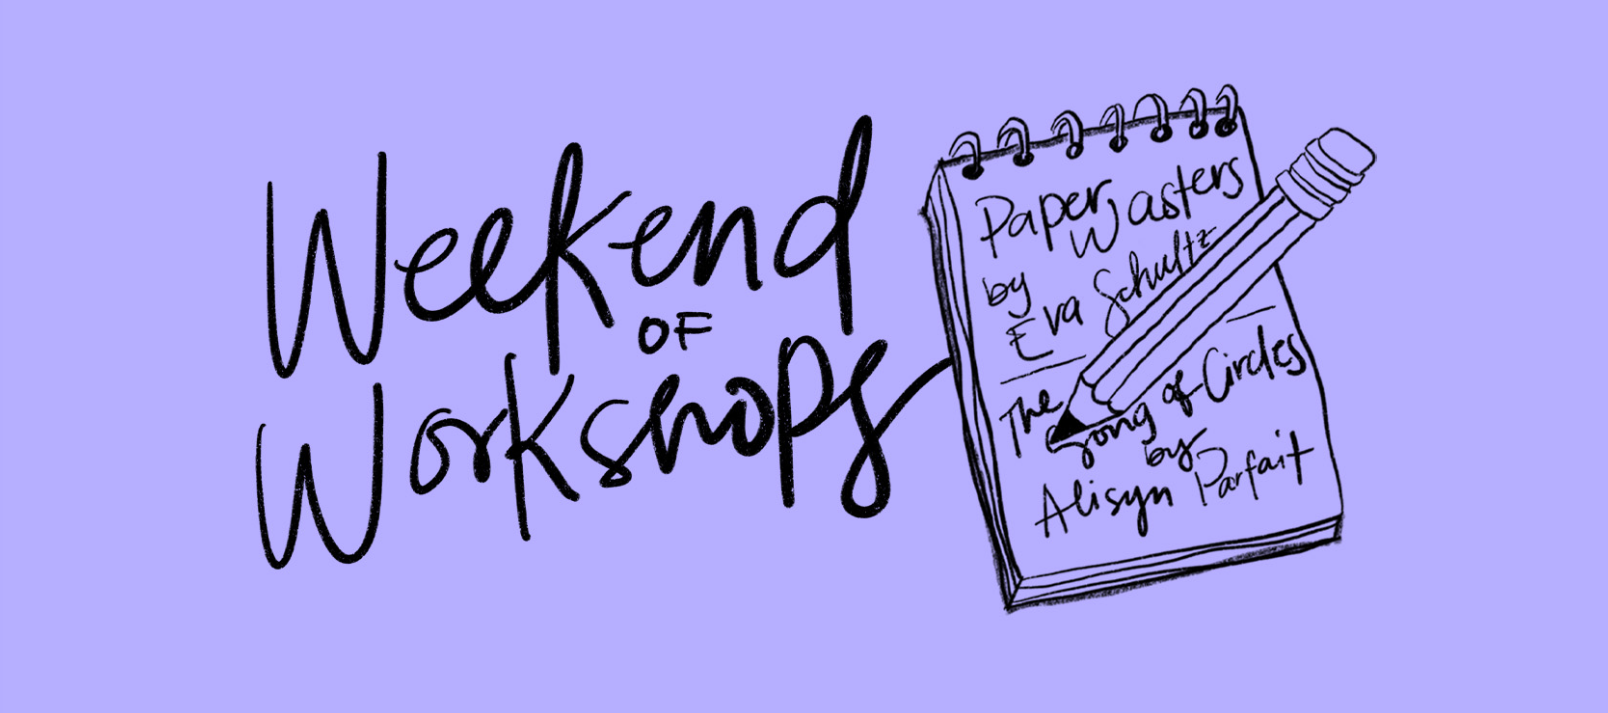 Weekend
OF
Workshops
Paper
Wasters
by
Eva Schultz
The
Song of Circles
by
Alisyn Parfait